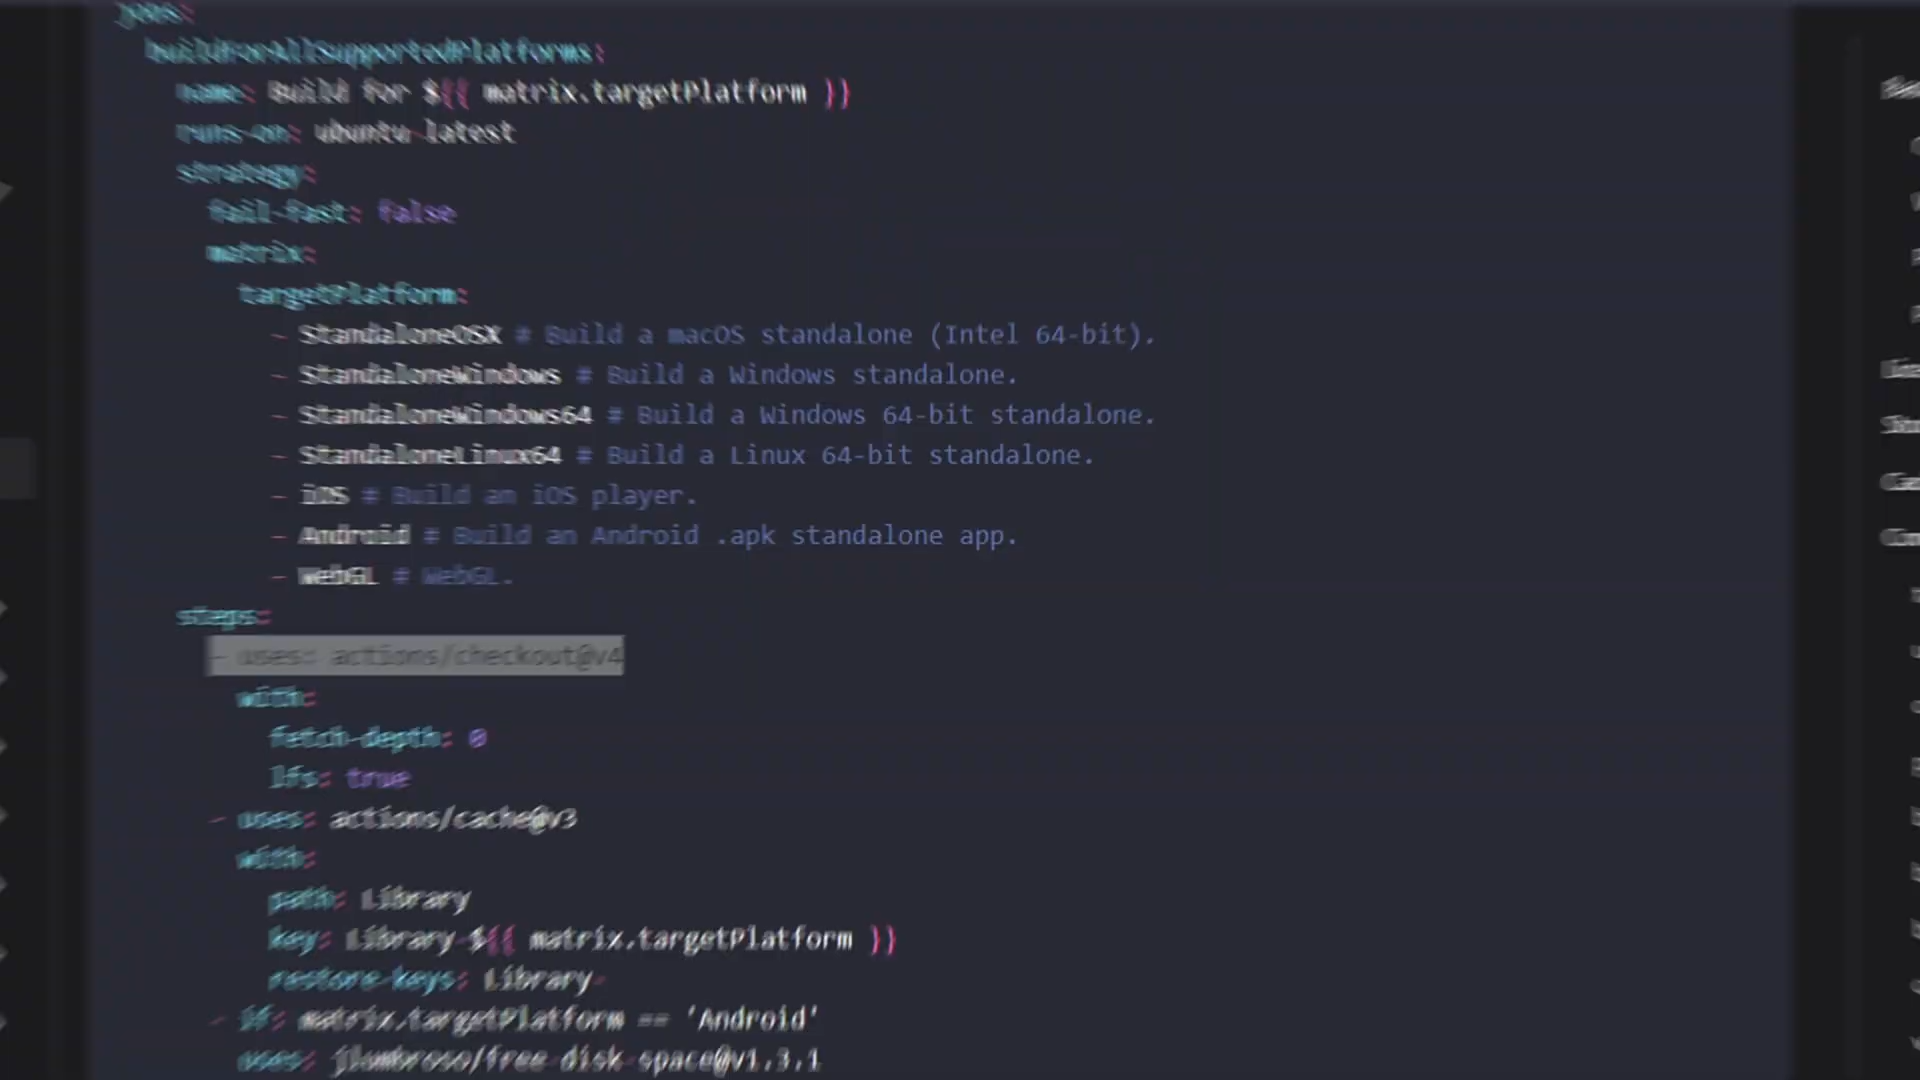 jobs:
buildForAllSupportedPlatforms:
name: Build for ${{ matrix.targetPlatform }}
runs-on: ubuntu-latest
strategy:
fail-fast: false
matrix:
targetPlatform:
- StandaloneOSX # Build a macOS standalone (Intel 64-bit).
- StandaloneWindows # Build a Windows standalone.
- StandaloneWindows64 # Build a Windows 64-bit standalone.
- StandaloneLinux64 # Build a Linux 64-bit standalone.
- iOS # Build an iOS player.
- Android # Build an Android .apk standalone app.
- WebGL # WebGL.
steps:
- uses: actions/checkout@v4
with:
fetch-depth: 0
lfs: true
- uses: actions/cache@v3
with:
path: Library
key: Library-${{ matrix.targetPlatform }}
restore-keys: Library-
- if: matrix.targetPlatform == 'Android'
uses: jlumbroso/free-disk-space@v1.3.1